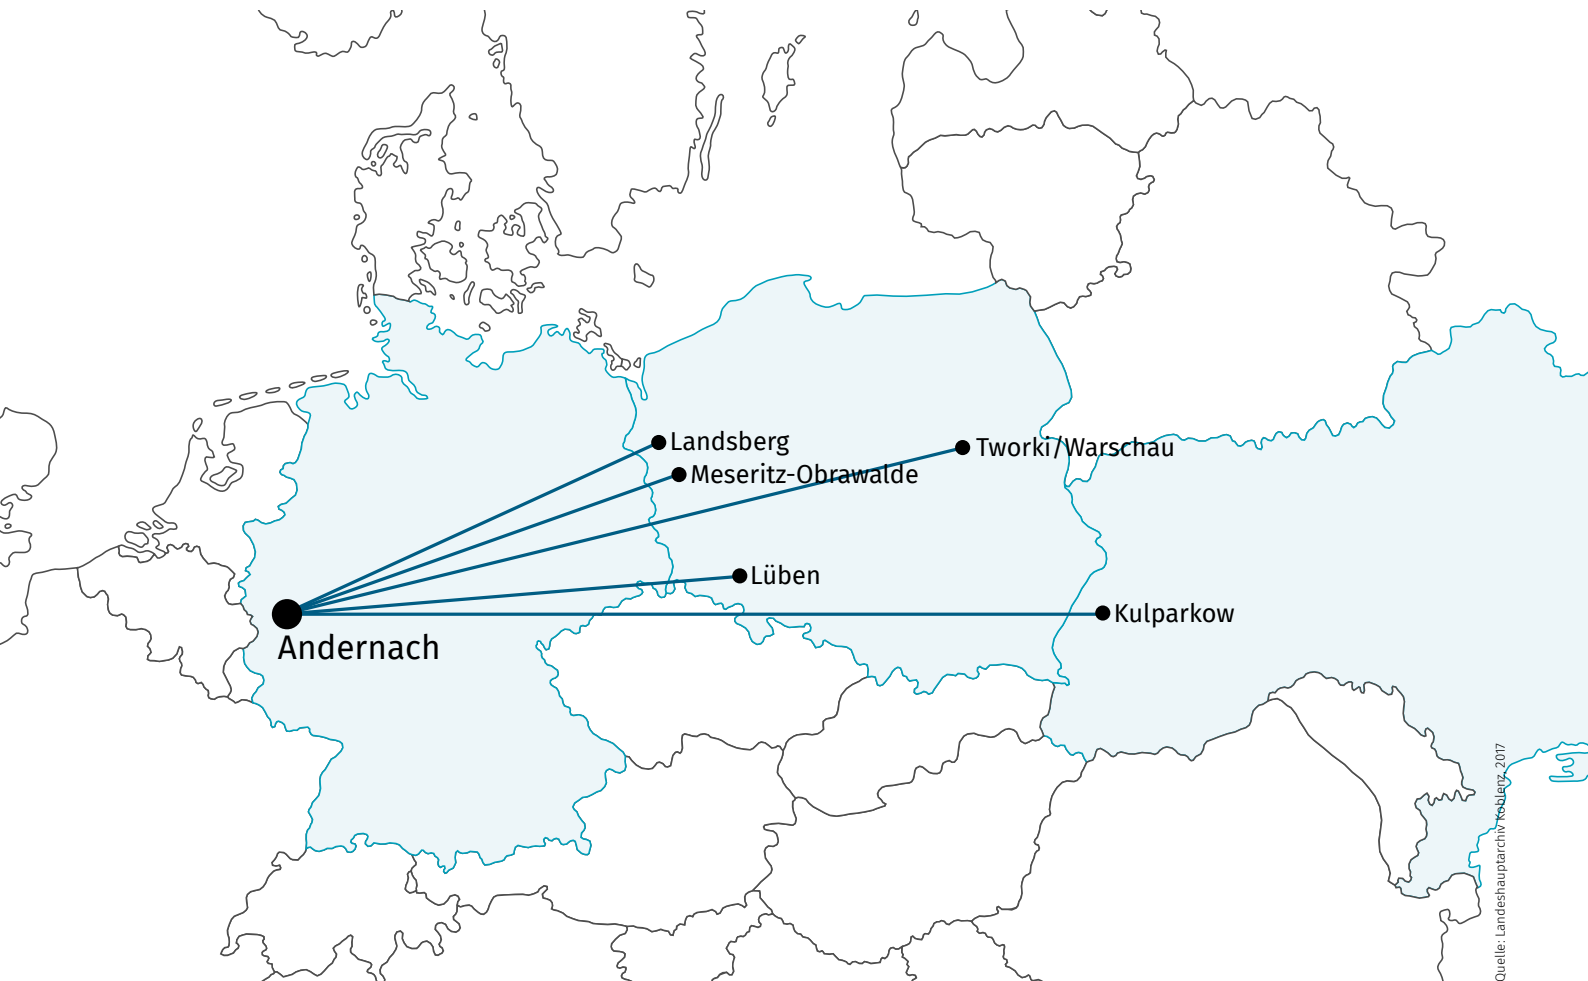 Landsberg
Tworki/Warschau
Meseritz-Obrawalde
Lüben
Kulparkow
Andernach
Quelle: Landeshauptarchiv Koblenz, 2017